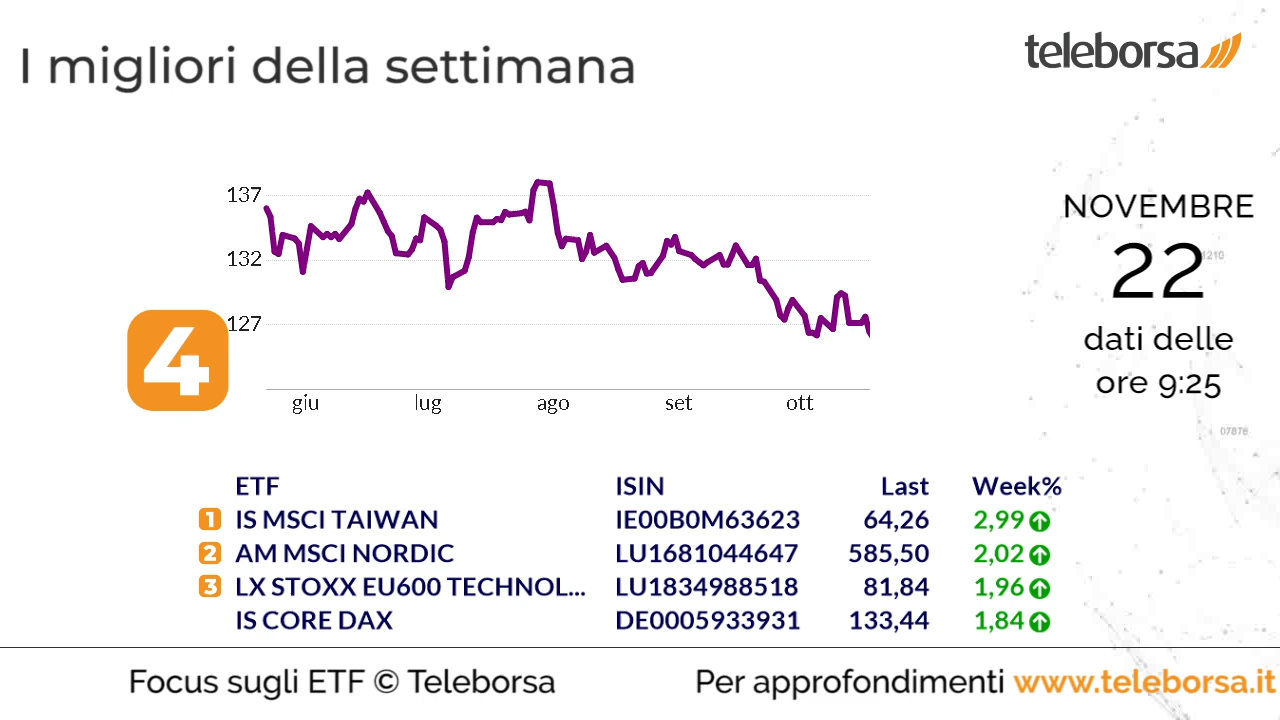 I migliori della settimana
teleborsa
137
132
127
4
giu lug ago set ott
NOVEMBRE
22
1210
dati delle
ore 9:25
07876
ETF ISIN Last Week%
1 IS MSCI TAIWAN IE00B0M63623 64,26 2,99
2 AM MSCI NORDIC LU1681044647 585,50 2,02
3 LX STOXX EU600 TECHNOL... LU1834988518 81,84 1,96
IS CORE DAX DE0005933931 133,44 1,84
Focus sugli ETF © Teleborsa Per approfondimenti www.teleborsa.it